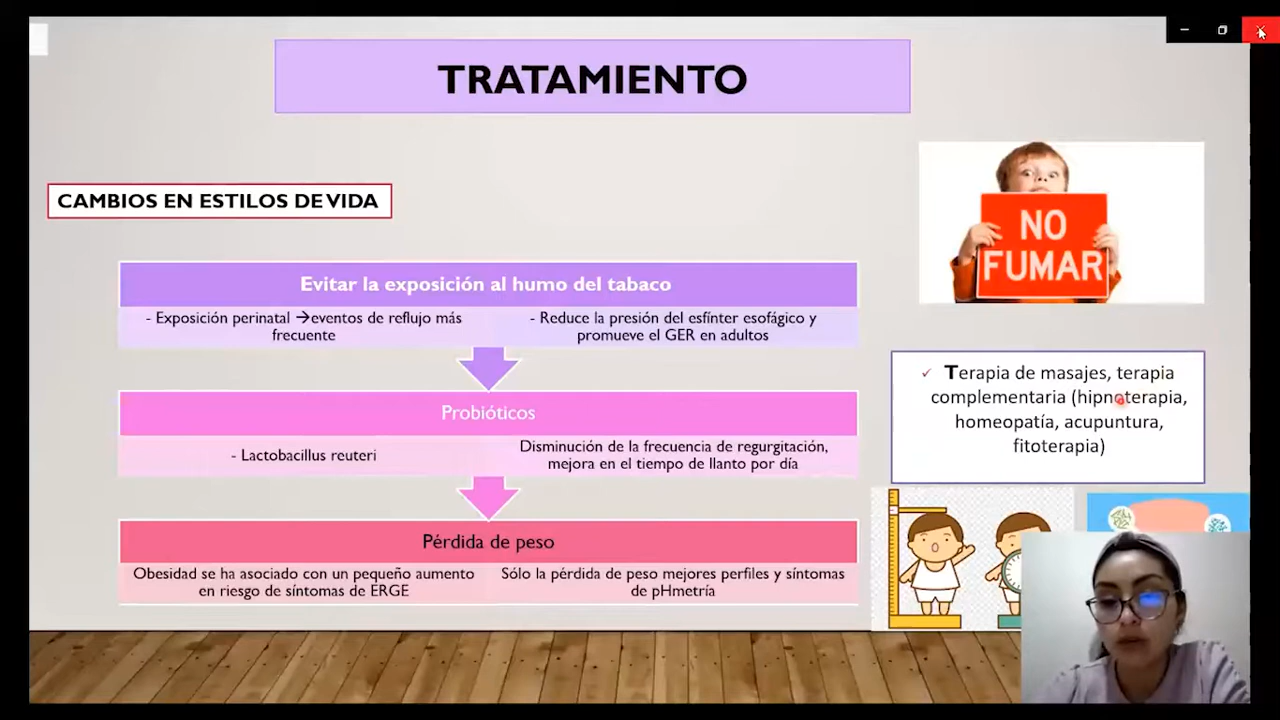 TRATAMIENTO
CAMBIOS EN ESTILOS DE VIDA
Evitar la exposición al humo del tabaco
- Exposición perinatal →eventos de reflujo más
frecuente
- Reduce la presión del esfínter esofágico y
promueve el GER en adultos
Probióticos
- Lactobacillus reuteri
Disminución de la frecuencia de regurgitación,
mejora en el tiempo de llanto por día
Pérdida de peso
Obesidad se ha asociado con un pequeño aumento
en riesgo de síntomas de ERGE
Sólo la pérdida de peso mejores perfiles y síntomas
de pHmetría
NO
FUMAR
✓ Terapia de masajes, terapia
complementaria (hipnoterapia,
homeopatía, acupuntura,
fitoterapia)